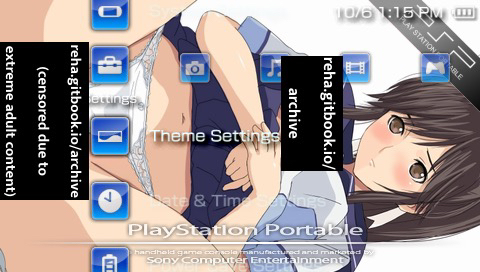 10/6 1:15 PM
PLAYSTATION PORTABLE
PSP
Settings
Theme Settings
Date & Time Settings
PlayStation Portable
handheld game console manufactured and marketed by
Sony Computer Entertainment
reha.gitbook.io/archive
(censored due to
extreme adult content)
reha.gitbook.io/
archive